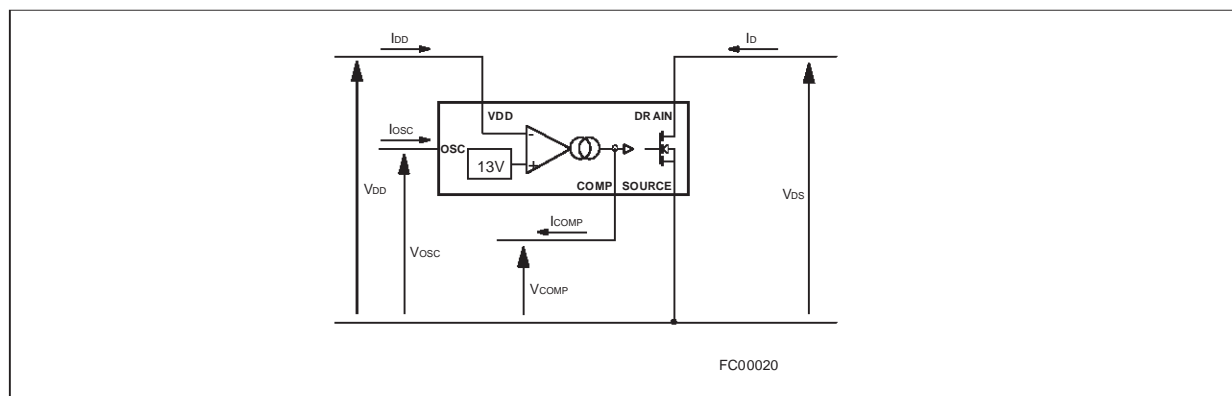 IDD
ID
VDD
DRAIN
IOSC
OSC
-
13V
+
COMP
SOURCE
VDD
VDS
ICOMP
VOSC
VCOMP
FC00020